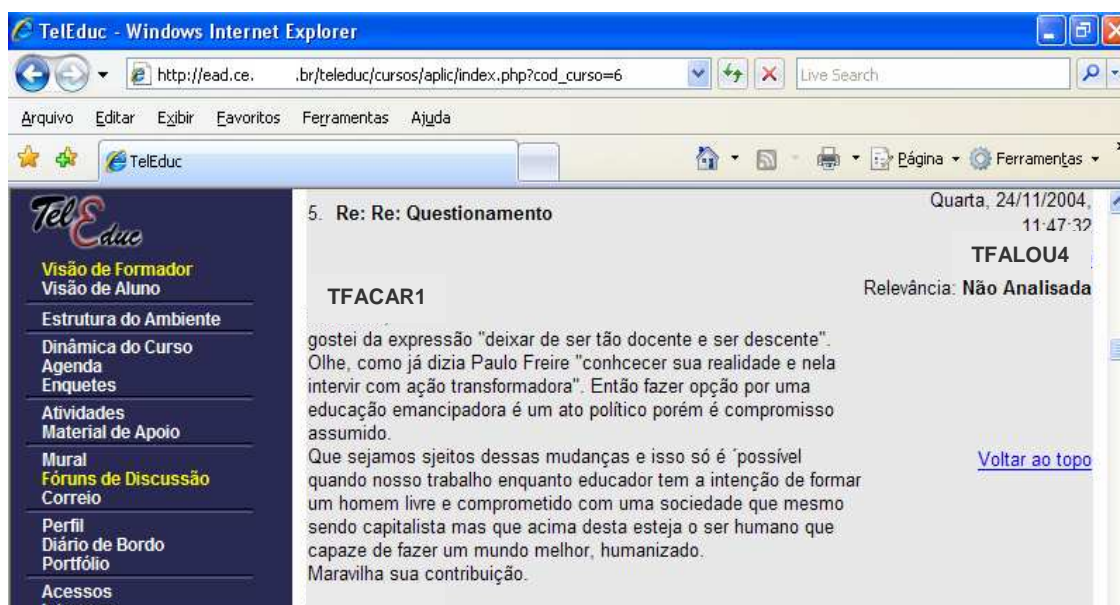 TelEduc - Windows Internet Explorer
http://ead.ce. .br/teleduc/cursos/aplic/index.php?cod_curso=6 Live Search
Arquivo Editar Exibir Favoritos Ferramentas Ajuda
TelEduc Página Ferramentas
TelEduc
Visão de Formador
Visão de Aluno
Estrutura do Ambiente
Dinâmica do Curso
Agenda
Enquetes
Atividades
Material de Apoio
Mural
Fóruns de Discussão
Correio
Perfil
Diário de Bordo
Portfólio
Acessos
5. Re: Re: Questionamento
Quarta, 24/11/2004,
11:47:32
TFALOU4
Relevância: Não Analisada
TFACAR1
gostei da expressão "deixar de ser tão docente e ser descente".
Olhe, como já dizia Paulo Freire "conhcecer sua realidade e nela
intervir com ação transformadora". Então fazer opção por uma
educação emancipadora é um ato político porém é compromisso
assumido.
Que sejamos sjeitos dessas mudanças e isso só é ´possível
quando nosso trabalho enquanto educador tem a intenção de formar
um homem livre e comprometido com uma sociedade que mesmo
sendo capitalista mas que acima desta esteja o ser humano que
capaze de fazer um mundo melhor, humanizado.
Maravilha sua contribuição.
Voltar ao topo